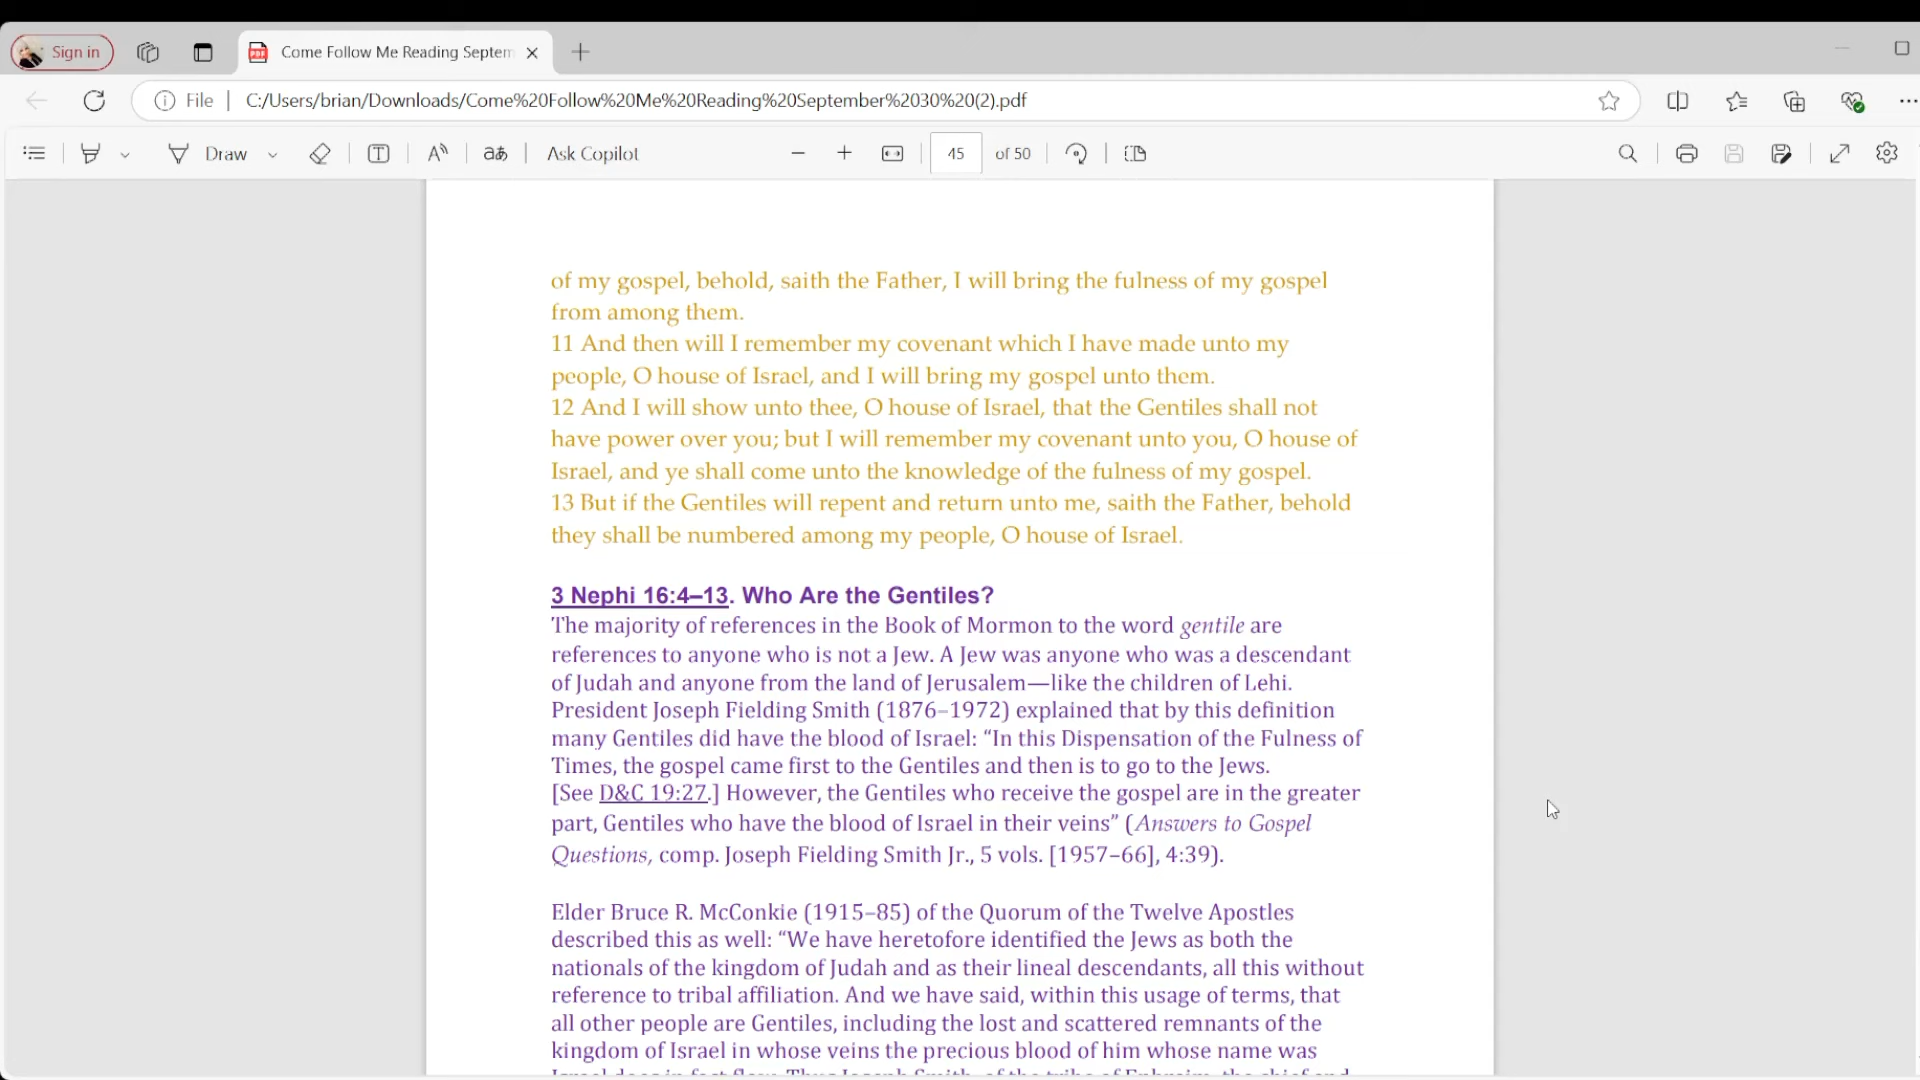 Sign in
Come Follow Me Reading Septem
File
C:/Users/brian/Downloads/Come%20Follow%20Me%20Reading%20September%2030%20(2).pdf
Draw
Ask Copilot
45 of 50
of my gospel, behold, saith the Father, I will bring the fulness of my gospel
from among them.
11 And then will I remember my covenant which I have made unto my
people, O house of Israel, and I will bring my gospel unto them.
12 And I will show unto thee, O house of Israel, that the Gentiles shall not
have power over you; but I will remember my covenant unto you, O house of
Israel, and ye shall come unto the knowledge of the fulness of my gospel.
13 But if the Gentiles will repent and return unto me, saith the Father, behold
they shall be numbered among my people, O house of Israel.
3 Nephi 16:4–13. Who Are the Gentiles?
The majority of references in the Book of Mormon to the word gentile are
references to anyone who is not a Jew. A Jew was anyone who was a descendant
of Judah and anyone from the land of Jerusalem—like the children of Lehi.
President Joseph Fielding Smith (1876–1972) explained that by this definition
many Gentiles did have the blood of Israel: “In this Dispensation of the Fulness of
Times, the gospel came first to the Gentiles and then is to go to the Jews.
[See D&C 19:27.] However, the Gentiles who receive the gospel are in the greater
part, Gentiles who have the blood of Israel in their veins” (Answers to Gospel
Questions, comp. Joseph Fielding Smith Jr., 5 vols. [1957–66], 4:39).
Elder Bruce R. McConkie (1915–85) of the Quorum of the Twelve Apostles
described this as well: “We have heretofore identified the Jews as both the
nationals of the kingdom of Judah and as their lineal descendants, all this without
reference to tribal affiliation. And we have said, within this usage of terms, that
all other people are Gentiles, including the lost and scattered remnants of the
kingdom of Israel in whose veins the precious blood of him whose name was
Israel does in fact flow. Thus Joseph Smith, of the tribe of Ephraim, the chief and